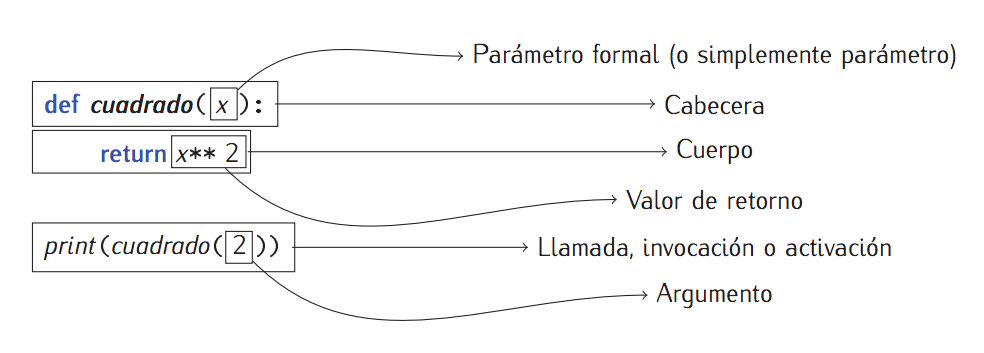 Parámetro formal (o simplemente parámetro)
def cuadrado(x):
Cabecera
return x** 2
Cuerpo
Valor de retorno
print(cuadrado(2))
Llamada, invocación o activación
Argumento